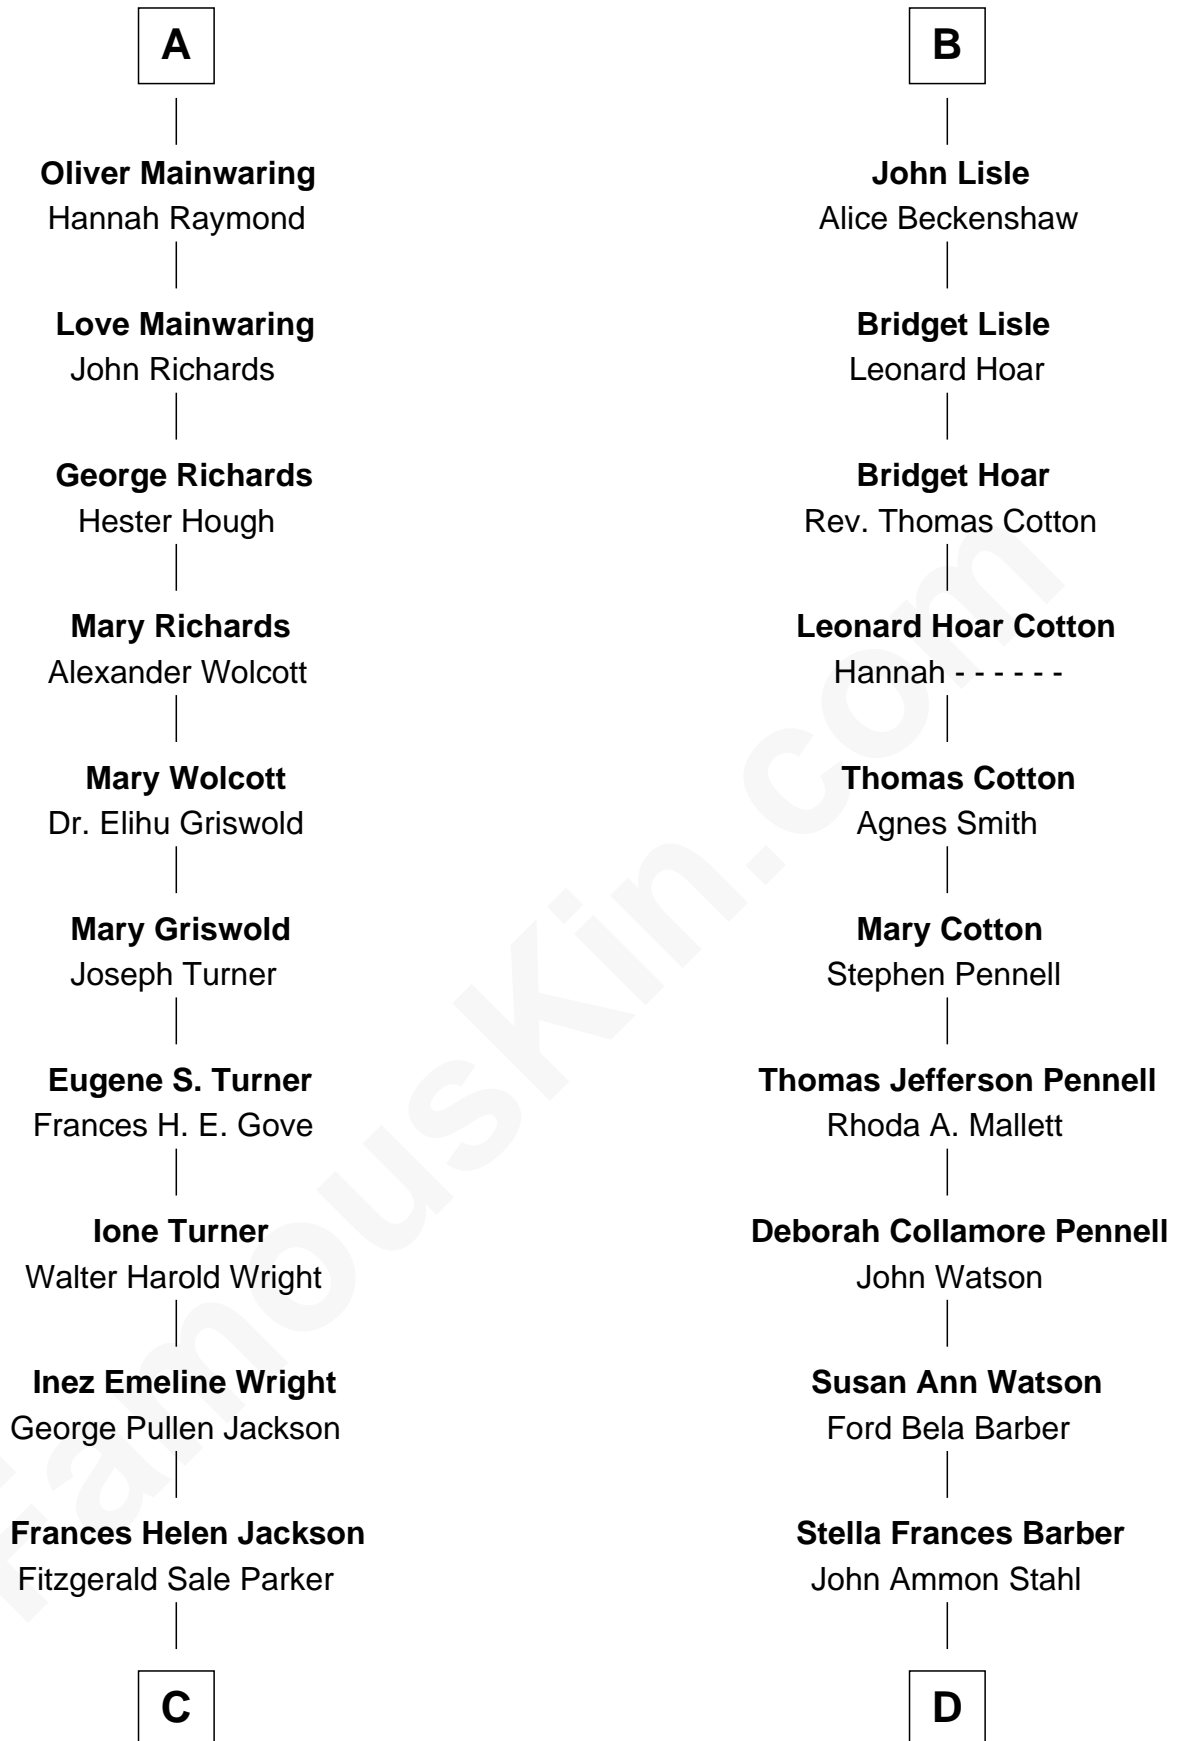 A
Oliver Mainwaring
Hannah Raymond
Love Mainwaring
John Richards
George Richards
Hester Hough
Mary Richards
Alexander Wolcott
Mary Wolcott
Dr. Elihu Griswold
Mary Griswold
Joseph Turner
Eugene S. Turner
Frances H. E. Gove
Ione Turner
Walter Harold Wright
Inez Emeline Wright
George Pullen Jackson
Frances Helen Jackson
Fitzgerald Sale Parker
C
B
John Lisle
Alice Beckenshaw
Bridget Lisle
Leonard Hoar
Bridget Hoar
Rev. Thomas Cotton
Leonard Hoar Cotton
Hannah - - - - - -
Thomas Cotton
Agnes Smith
Mary Cotton
Stephen Pennell
Thomas Jefferson Pennell
Rhoda A. Mallett
Deborah Collamore Pennell
John Watson
Susan Ann Watson
Ford Bela Barber
Stella Frances Barber
John Ammon Stahl
D
FamousKin.com